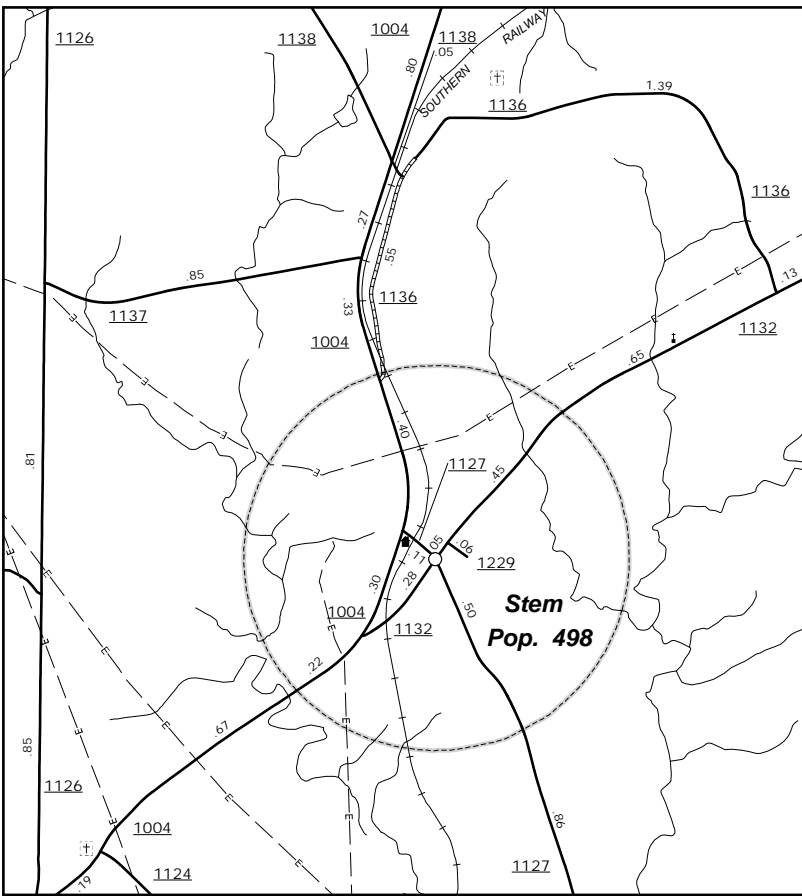 1126
1138
1004
1138
.05
RAILWAY
.80
SOUTHERN
1136
1.39
1136
.27
.55
.85
1137
.33
1136
1004
E
.13
1132
E
E
E
.65
E
E
E
.40
1127
.81
.45
.05
.06
.11
1229
E
.28
.30
Stem
Pop. 498
.50
1004
1132
E
E
.22
E
E
.67
E
.85
E
E
1126
1004
E
.86
E
1124
.19
1127